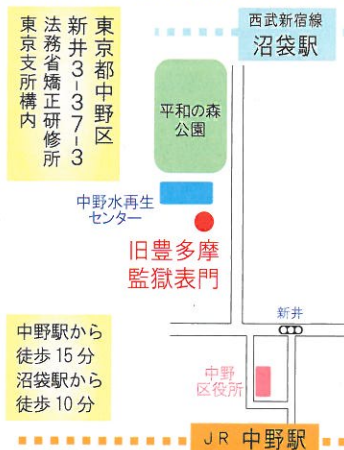 東京都中野区
新井3-37-3
法務省矯正研修所
東京支所構内
西武新宿線
沼袋駅
平和の森
公園
中野水再生
センター
旧豊多摩
監獄表門
新井
中野駅から
徒歩15分
沼袋駅から
徒歩10分
中野
区役所
JR 中野駅